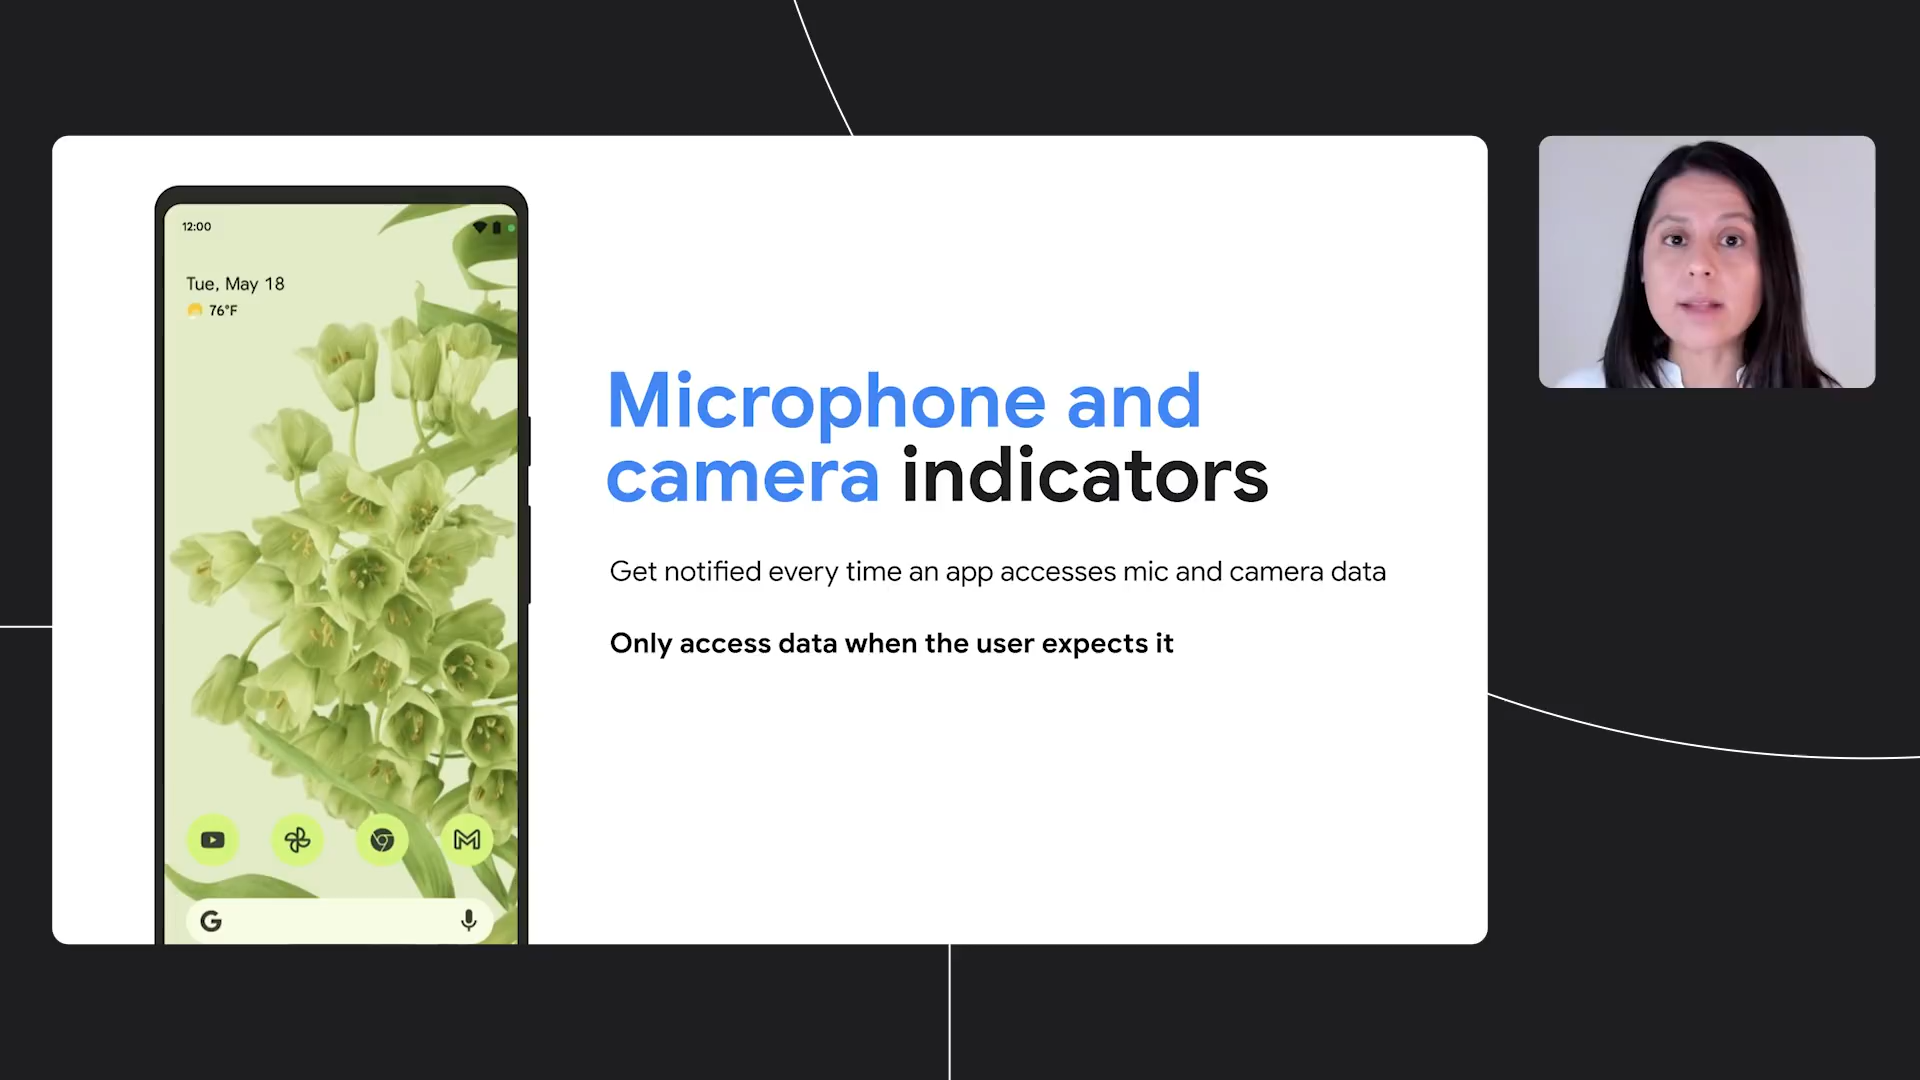 12:00
Tue, May 18
76°F
Microphone and
camera indicators
Get notified every time an app accesses mic and camera data
Only access data when the user expects it